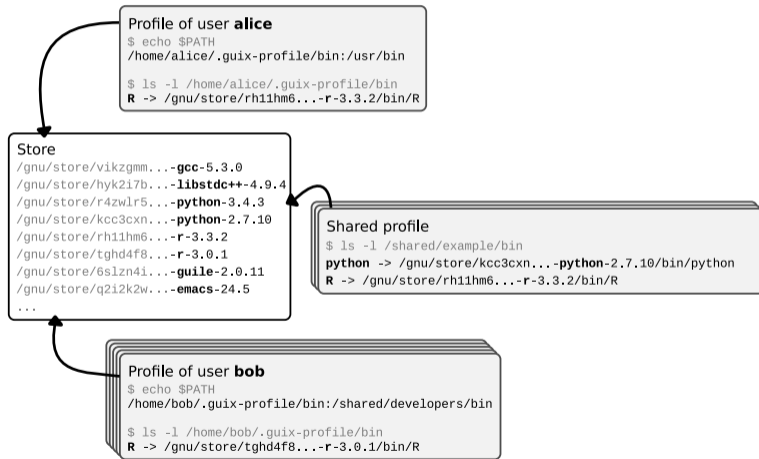 Profile of user alice
$ echo $PATH
/home/alice/.guix-profile/bin:/usr/bin
$ ls -l /home/alice/.guix-profile/bin
R -> /gnu/store/rh11hm6...-r-3.3.2/bin/R
Store
/gnu/store/vikzgmm...-gcc-5.3.0
/gnu/store/hyk2i7b...-libstdc++-4.9.4
/gnu/store/r4zwlr5...-python-3.4.3
/gnu/store/kcc3cxn...-python-2.7.10
/gnu/store/rh11hm6...-r-3.3.2
/gnu/store/tghd4f8...-r-3.0.1
/gnu/store/6slzn4i...-guile-2.0.11
/gnu/store/q2i2k2w...-emacs-24.5
...
Shared profile
$ ls -l /shared/example/bin
python -> /gnu/store/kcc3cxn...-python-2.7.10/bin/python
R -> /gnu/store/rh11hm6...-r-3.3.2/bin/R
Profile of user bob
$ echo $PATH
/home/bob/.guix-profile/bin:/shared/developers/bin
$ ls -l /home/bob/.guix-profile/bin
R -> /gnu/store/tghd4f8...-r-3.0.1/bin/R